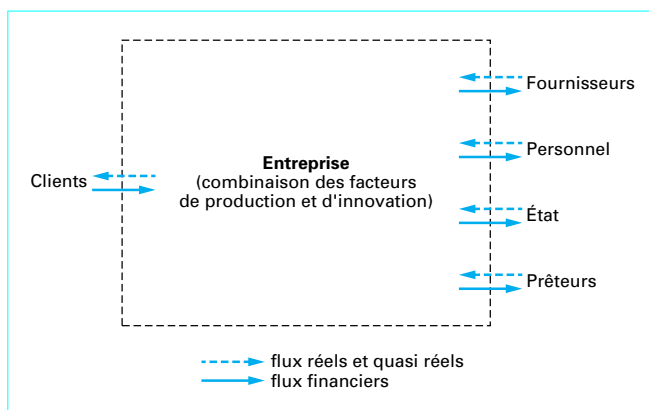 Fournisseurs
Personnel
Entreprise
(combinaison des facteurs
de production et d'innovation)
Clients
État
Prêteurs
flux réels et quasi réels
flux financiers